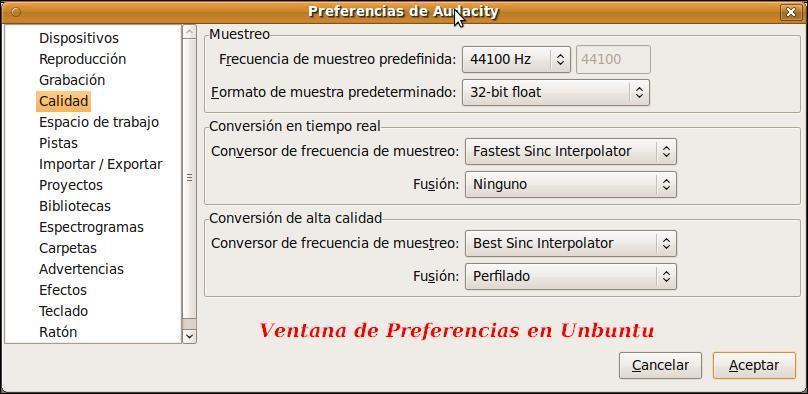 Preferencias de Audacity
Dispositivos
Reproducción
Grabación
Calidad
Espacio de trabajo
Pistas
Importar / Exportar
Proyectos
Bibliotecas
Espectrogramas
Carpetas
Advertencias
Efectos
Teclado
Ratón
Muestreo
Frecuencia de muestreo predefinida: 44100 Hz 44100
Formato de muestra predeterminado: 32-bit float
Conversión en tiempo real
Conversor de frecuencia de muestreo: Fastest Sinc Interpolator
Fusión: Ninguno
Conversión de alta calidad
Conversor de frecuencia de muestreo: Best Sinc Interpolator
Fusión: Perfilado
Ventana de Preferencias en Unbuntu
Cancelar Aceptar